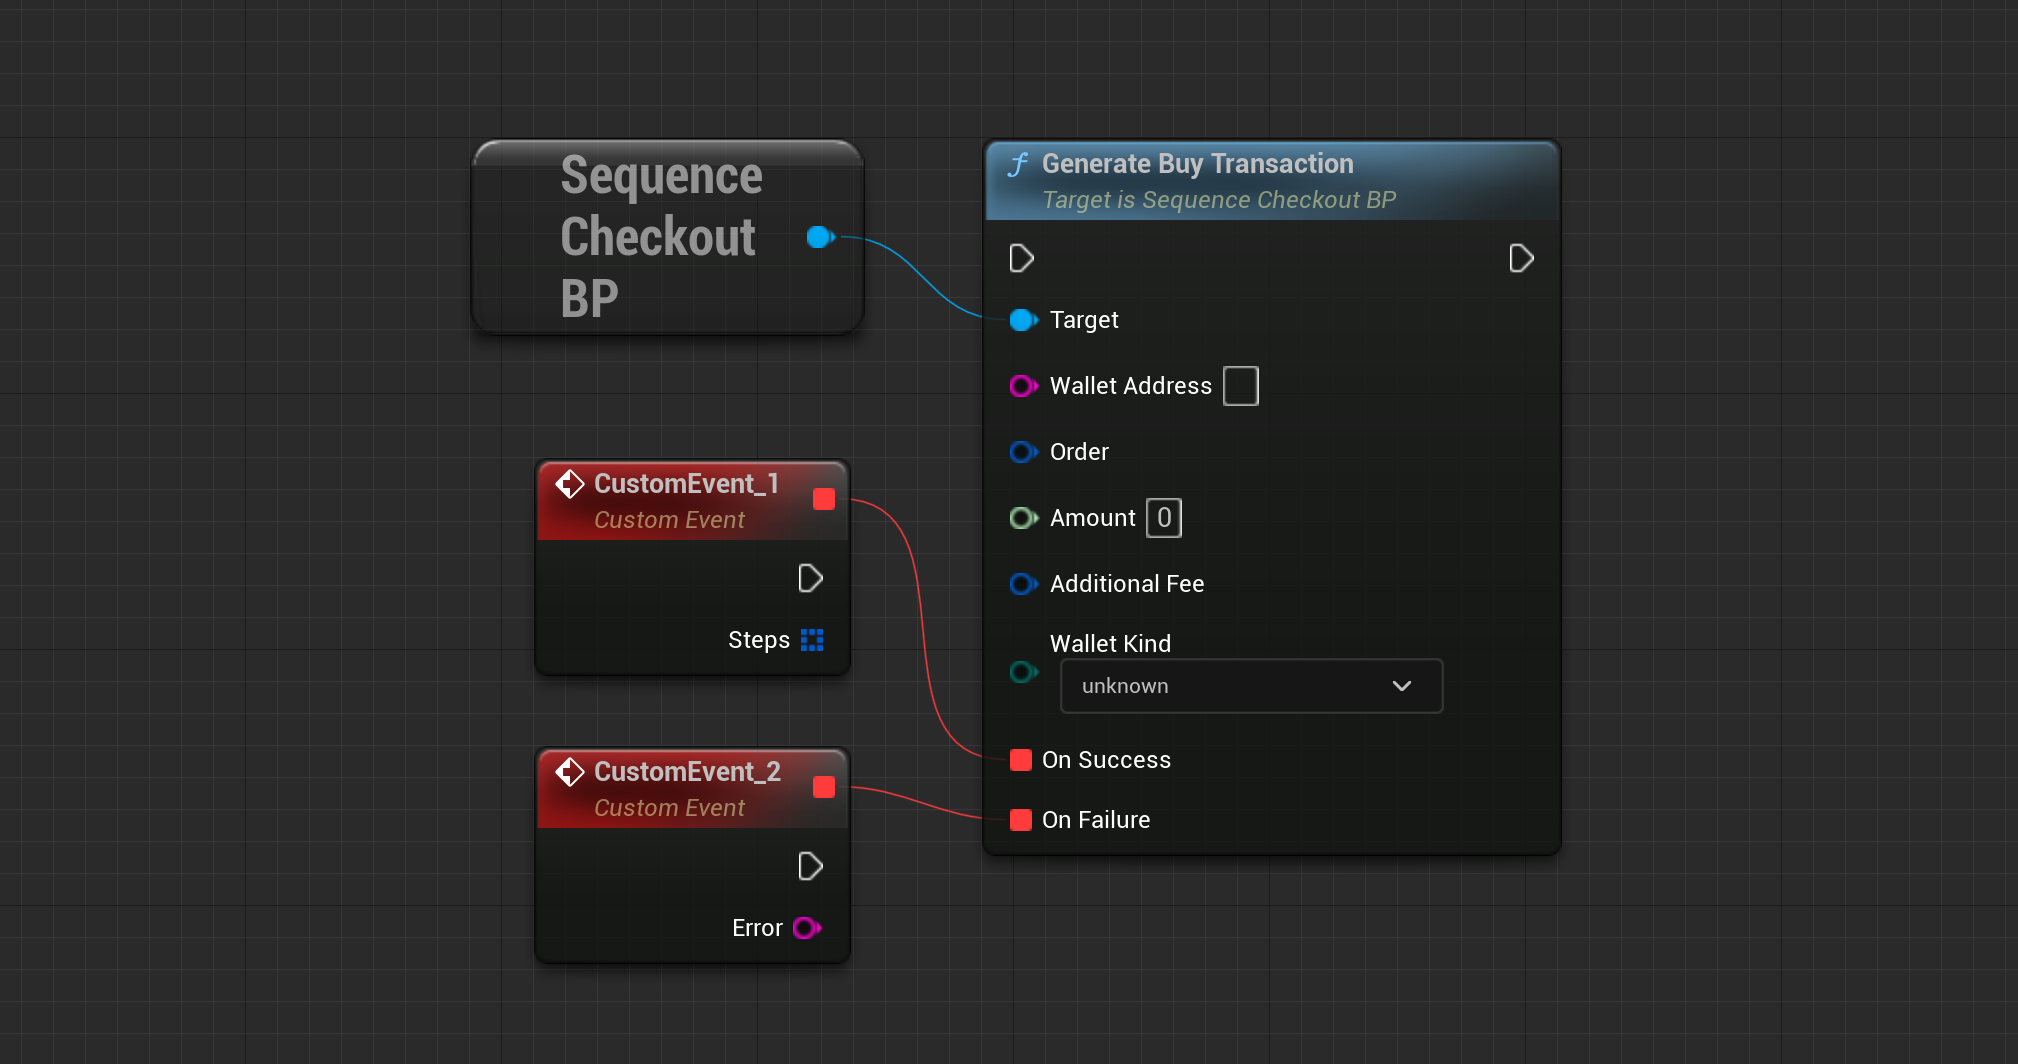 Sequence
Checkout
BP
Generate Buy Transaction
Target is Sequence Checkout BP
Target
Wallet Address
Order
Amount 0
Additional Fee
Wallet Kind
unknown
On Success
On Failure
CustomEvent_1
Custom Event
Steps
CustomEvent_2
Custom Event
Error